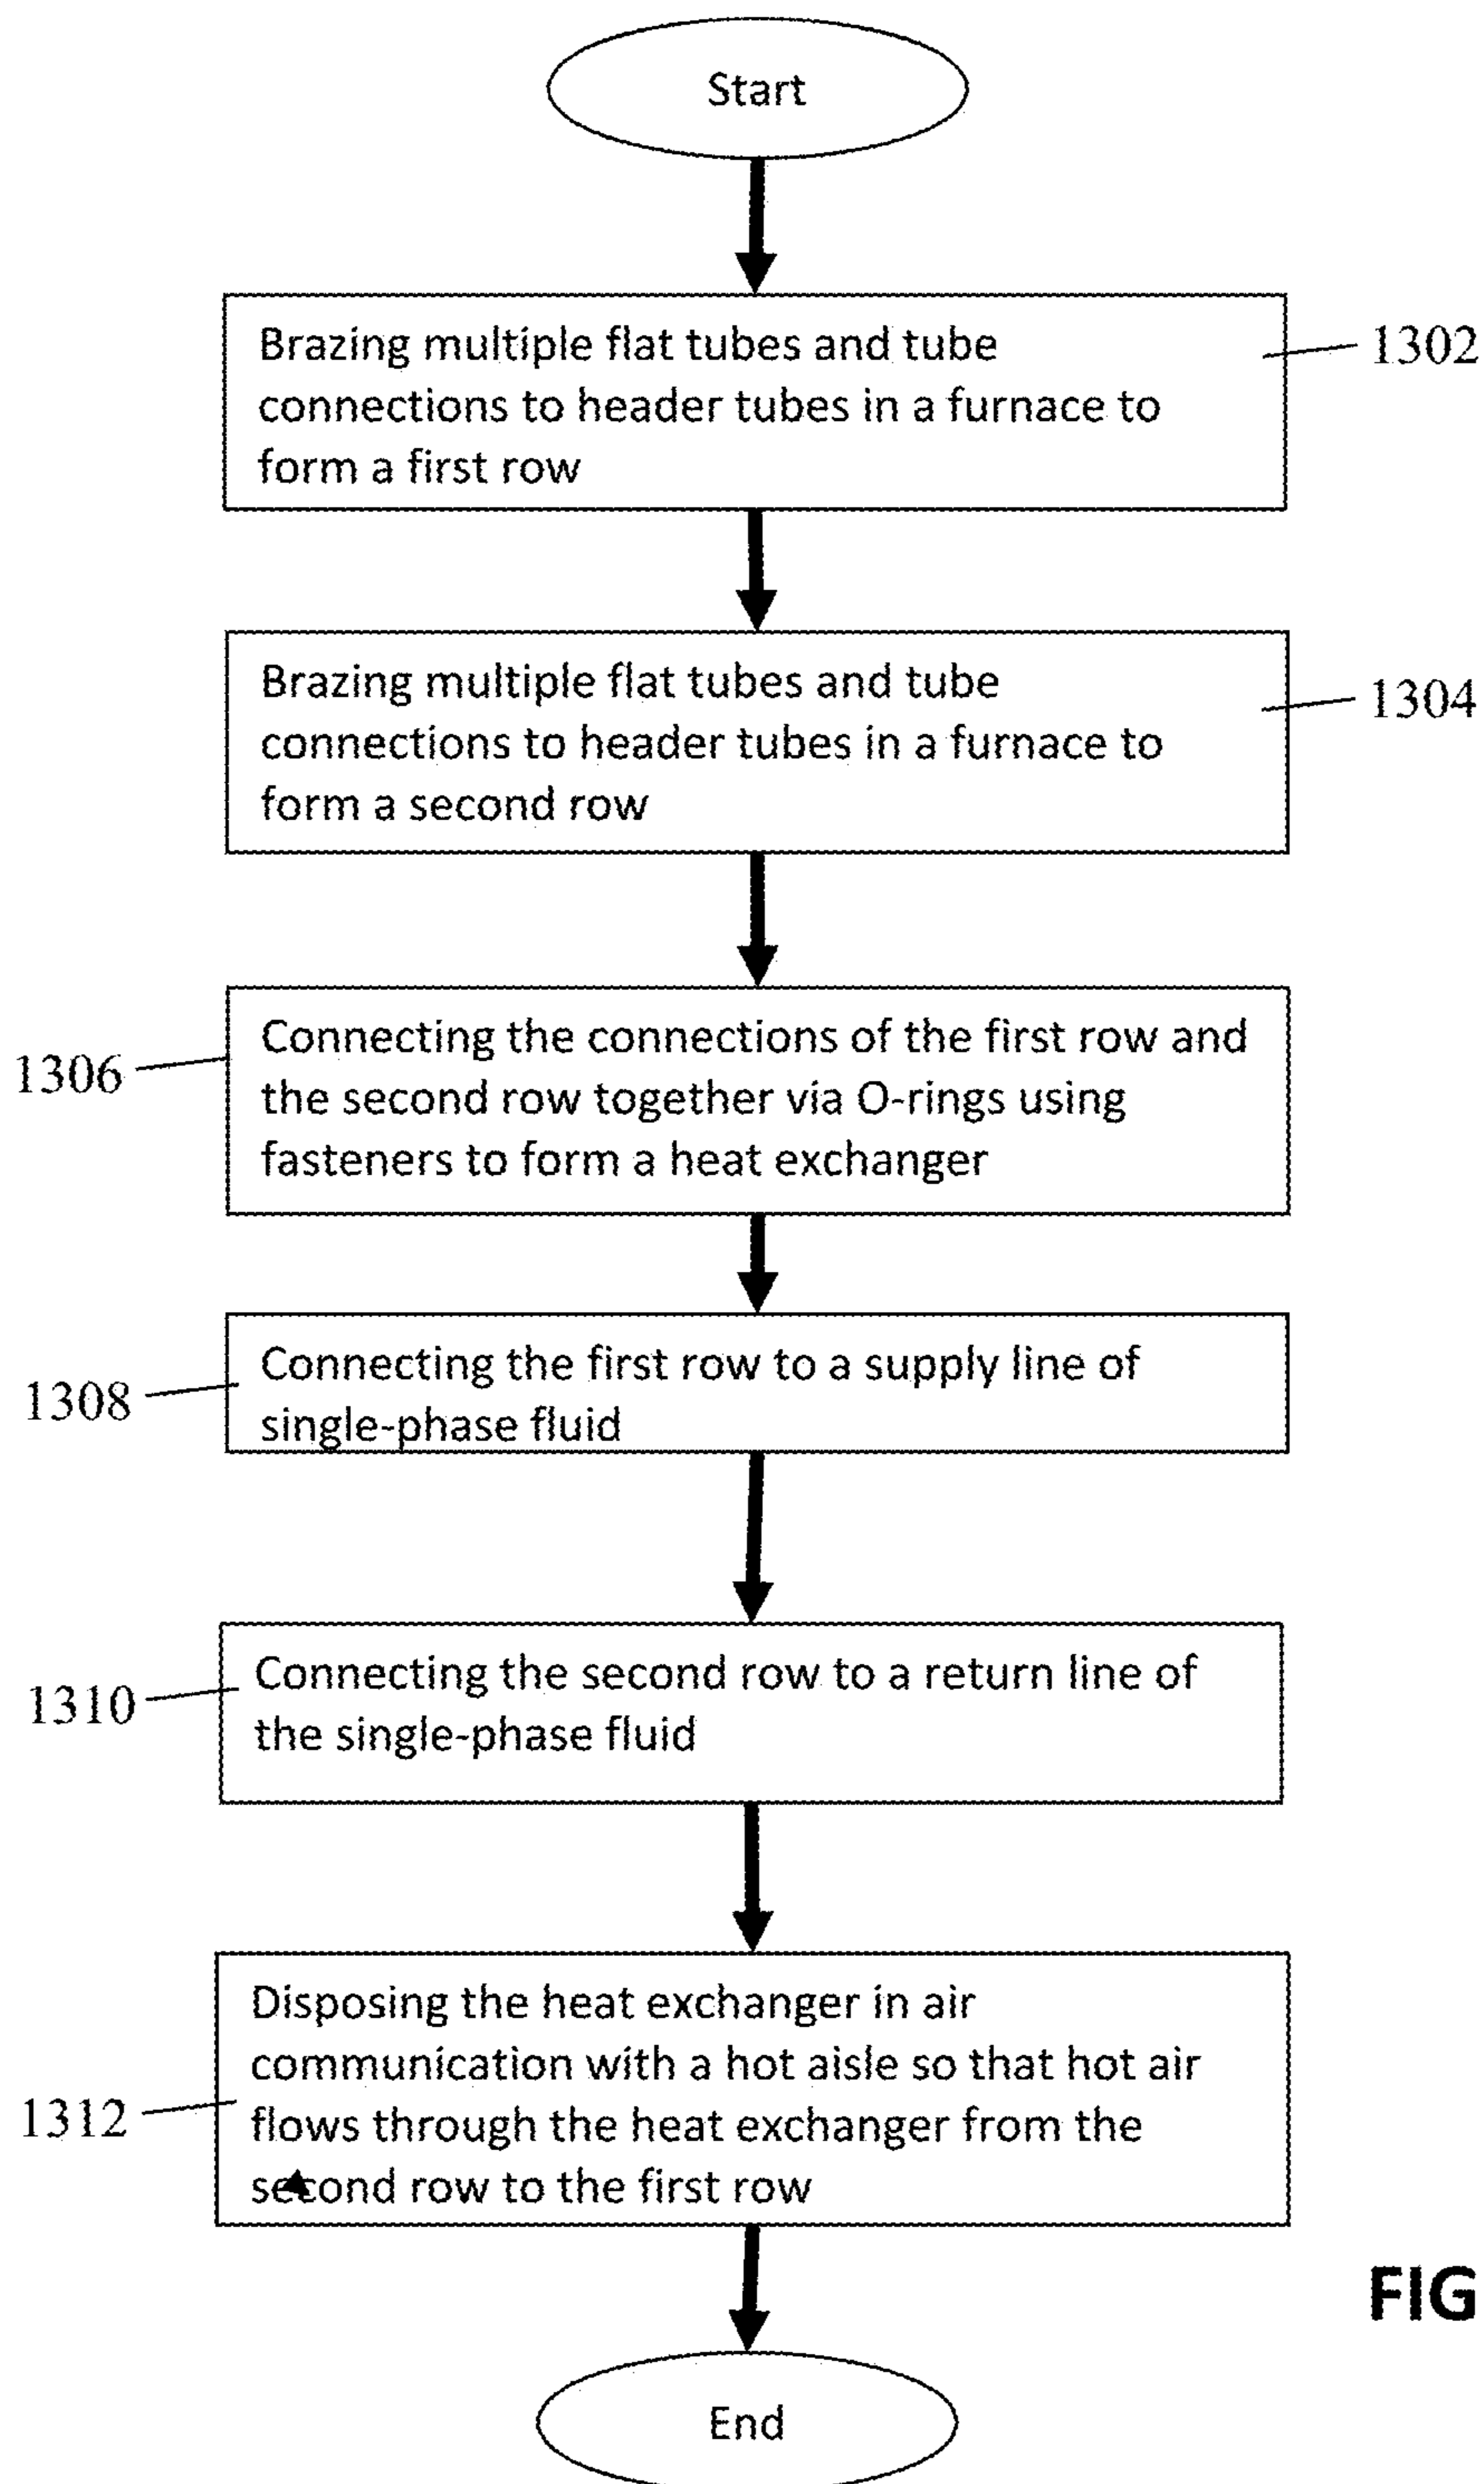 Start
Brazing multiple flat tubes and tube
connections to header tubes in a furnace to
form a first row
1302
Brazing multiple flat tubes and tube
connections to header tubes in a furnace to
form a second row
1304
1306
Connecting the connections of the first row and
the second row together via O-rings using
fasteners to form a heat exchanger
1308
Connecting the first row to a supply line of
single-phase fluid
1310
Connecting the second row to a return line of
the single-phase fluid
1312
Disposing the heat exchanger in air
communication with a hot aisle so that hot air
flows through the heat exchanger from the
second row to the first row
FIG
End